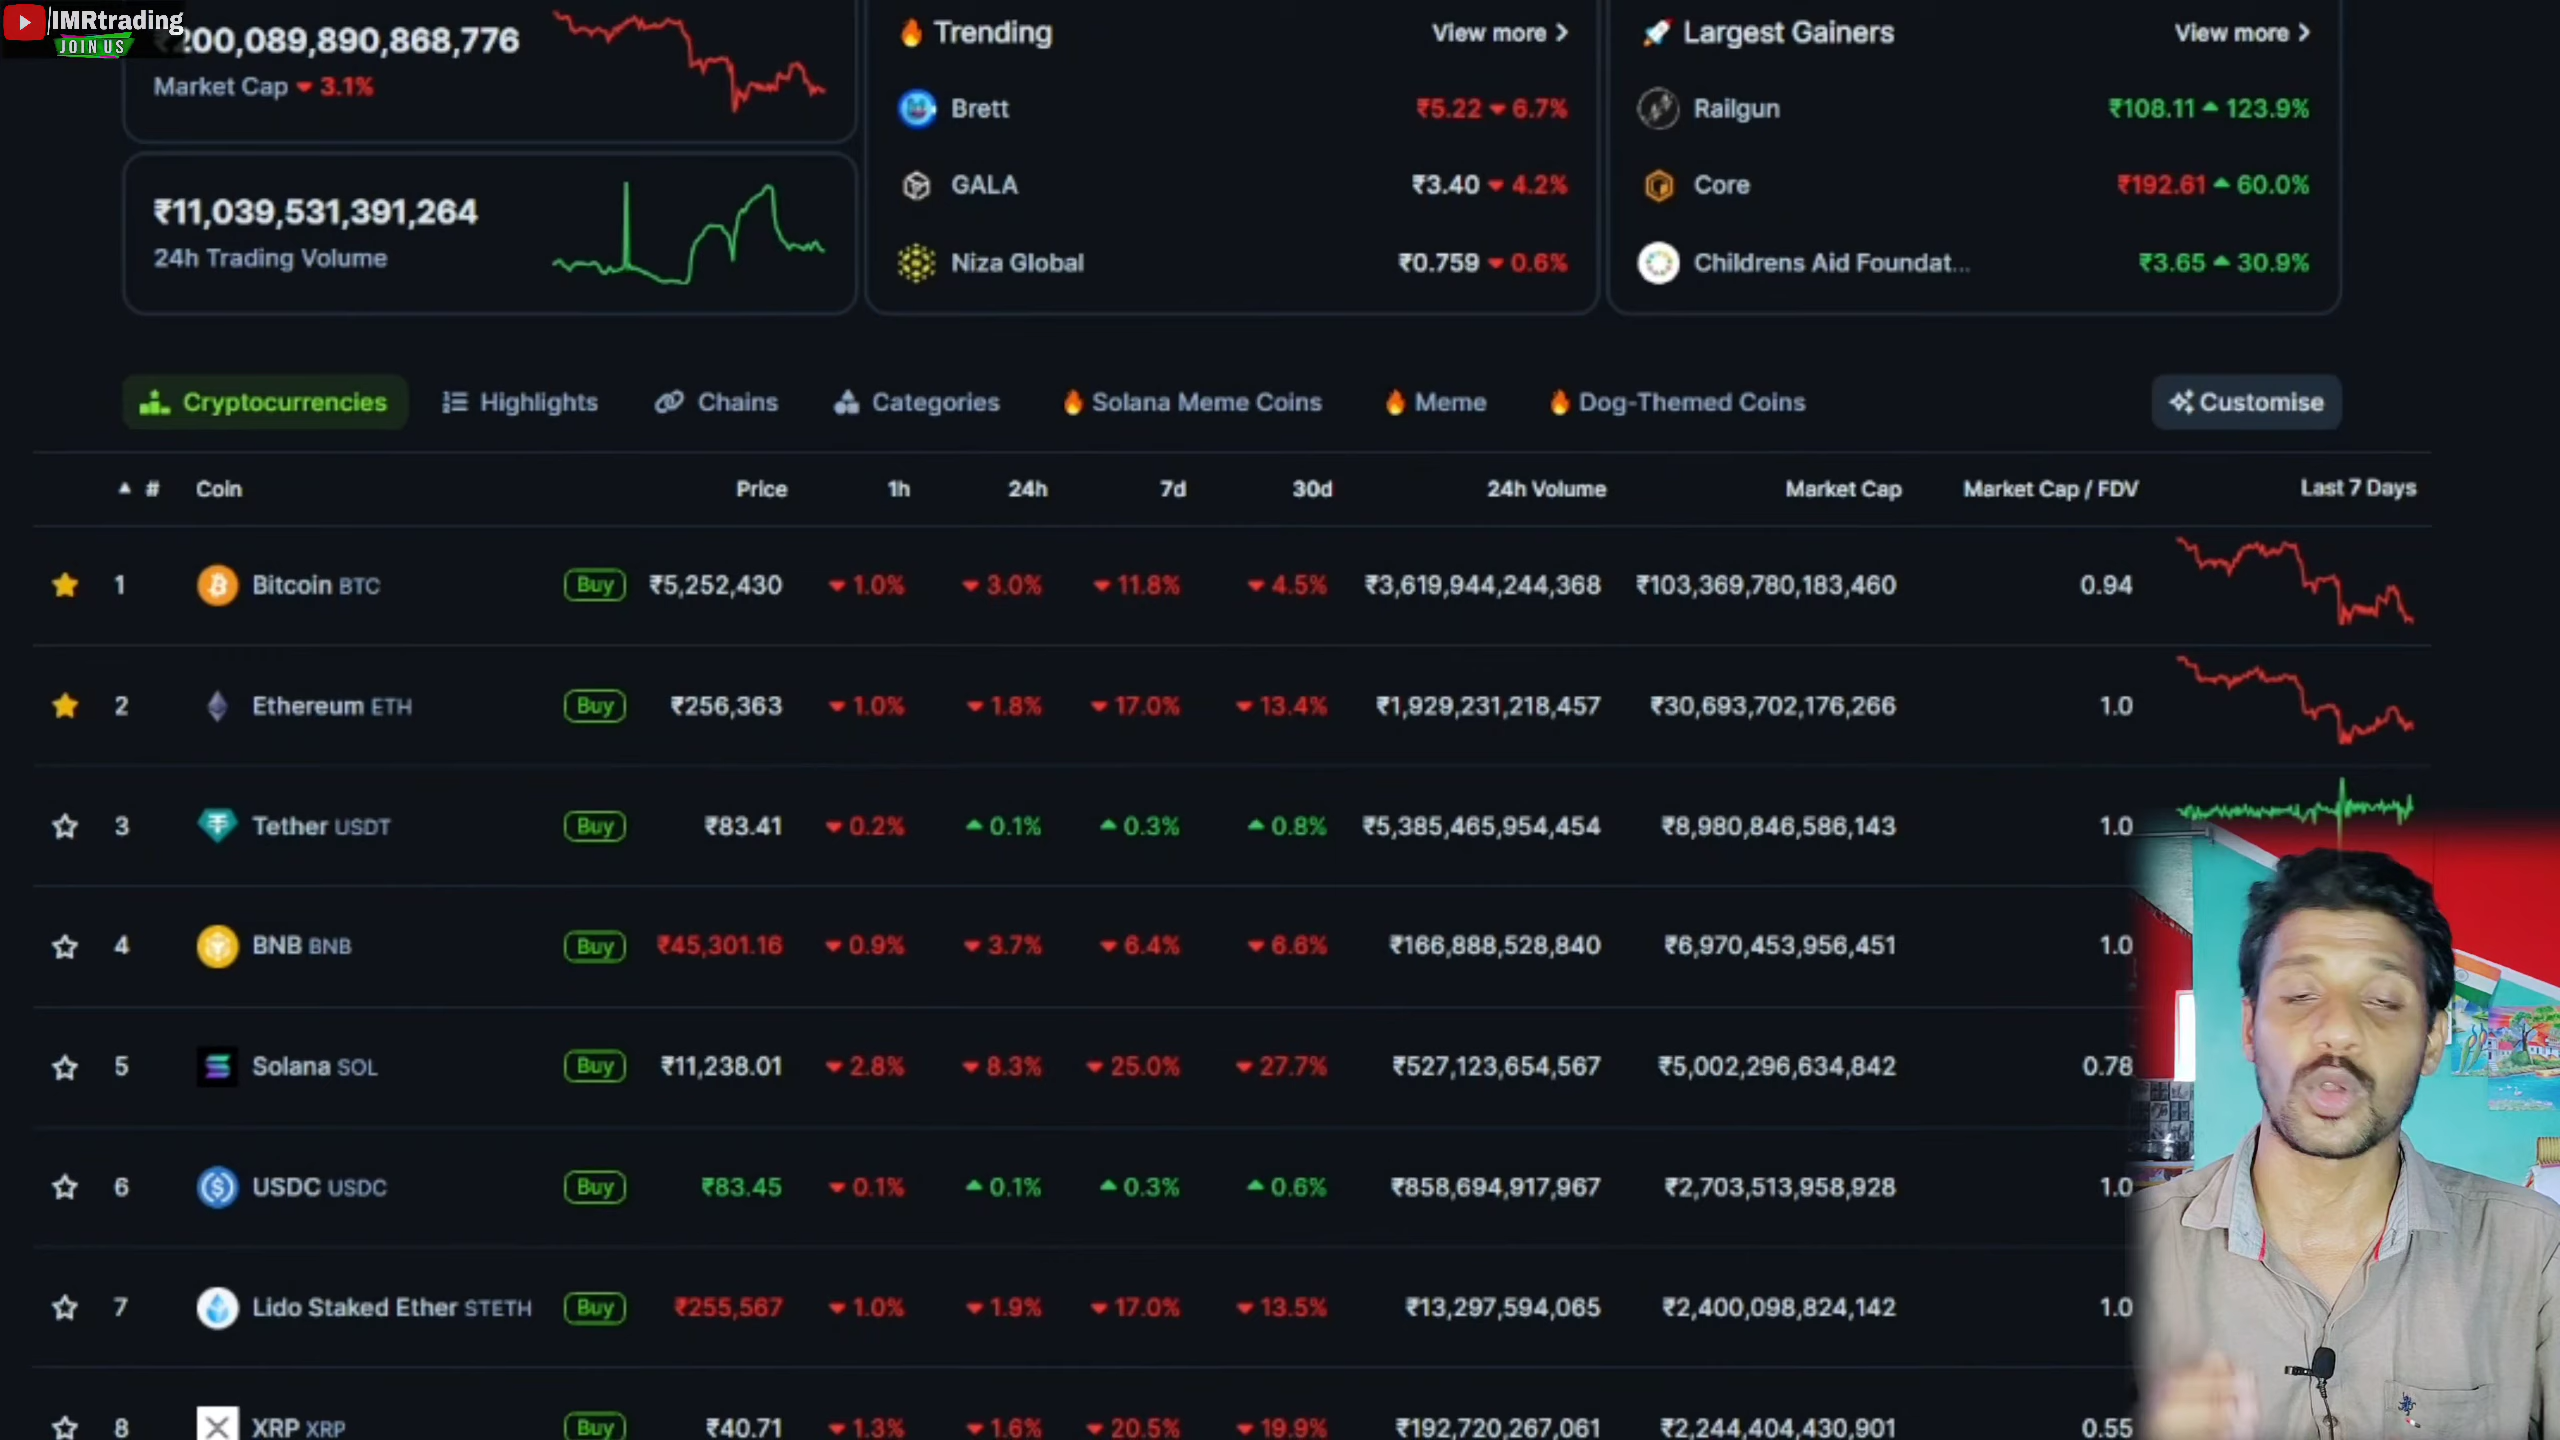 IMRtrading
JOIN US
₹200,089,890,868,776
Market Cap 3.1%
₹11,039,531,391,264
24h Trading Volume
Trending View more
Brett ₹5.22 6.7%
GALA ₹3.40 4.2%
Niza Global ₹0.759 0.6%
Largest Gainers View more
Railgun ₹108.11 123.9%
Core ₹192.61 60.0%
Childrens Aid Foundat... ₹3.65 30.9%
Cryptocurrencies Highlights Chains Categories Solana Meme Coins Meme Dog-Themed Coins Customise
# Coin Price 1h 24h 7d 30d 24h Volume Market Cap Market Cap / FDV Last 7 Days
1 Bitcoin BTC Buy ₹5,252,430 1.0% 3.0% 11.8% 4.5% ₹3,619,944,244,368 ₹103,369,780,183,460 0.94
2 Ethereum ETH Buy ₹256,363 1.0% 1.8% 17.0% 13.4% ₹1,929,231,218,457 ₹30,693,702,176,266 1.0
3 Tether USDT Buy ₹83.41 0.2% 0.1% 0.3% 0.8% ₹5,385,465,954,454 ₹8,980,846,586,143 1.0
4 BNB BNB Buy ₹45,301.16 0.9% 3.7% 6.4% 6.6% ₹166,888,528,840 ₹6,970,453,956,451 1.0
5 Solana SOL Buy ₹11,238.01 2.8% 8.3% 25.0% 27.7% ₹527,123,654,567 ₹5,002,296,634,842 0.78
6 USDC USDC Buy ₹83.45 0.1% 0.1% 0.3% 0.6% ₹858,694,917,967 ₹2,703,513,958,928 1.0
7 Lido Staked Ether STETH Buy ₹255,567 1.0% 1.9% 17.0% 13.5% ₹13,297,594,065 ₹2,400,098,824,142 1.0
8 XRP XRP Buy ₹40.71 1.3% 1.6% 20.5% 19.9% ₹192,720,267,061 ₹2,244,404,430,901 0.55